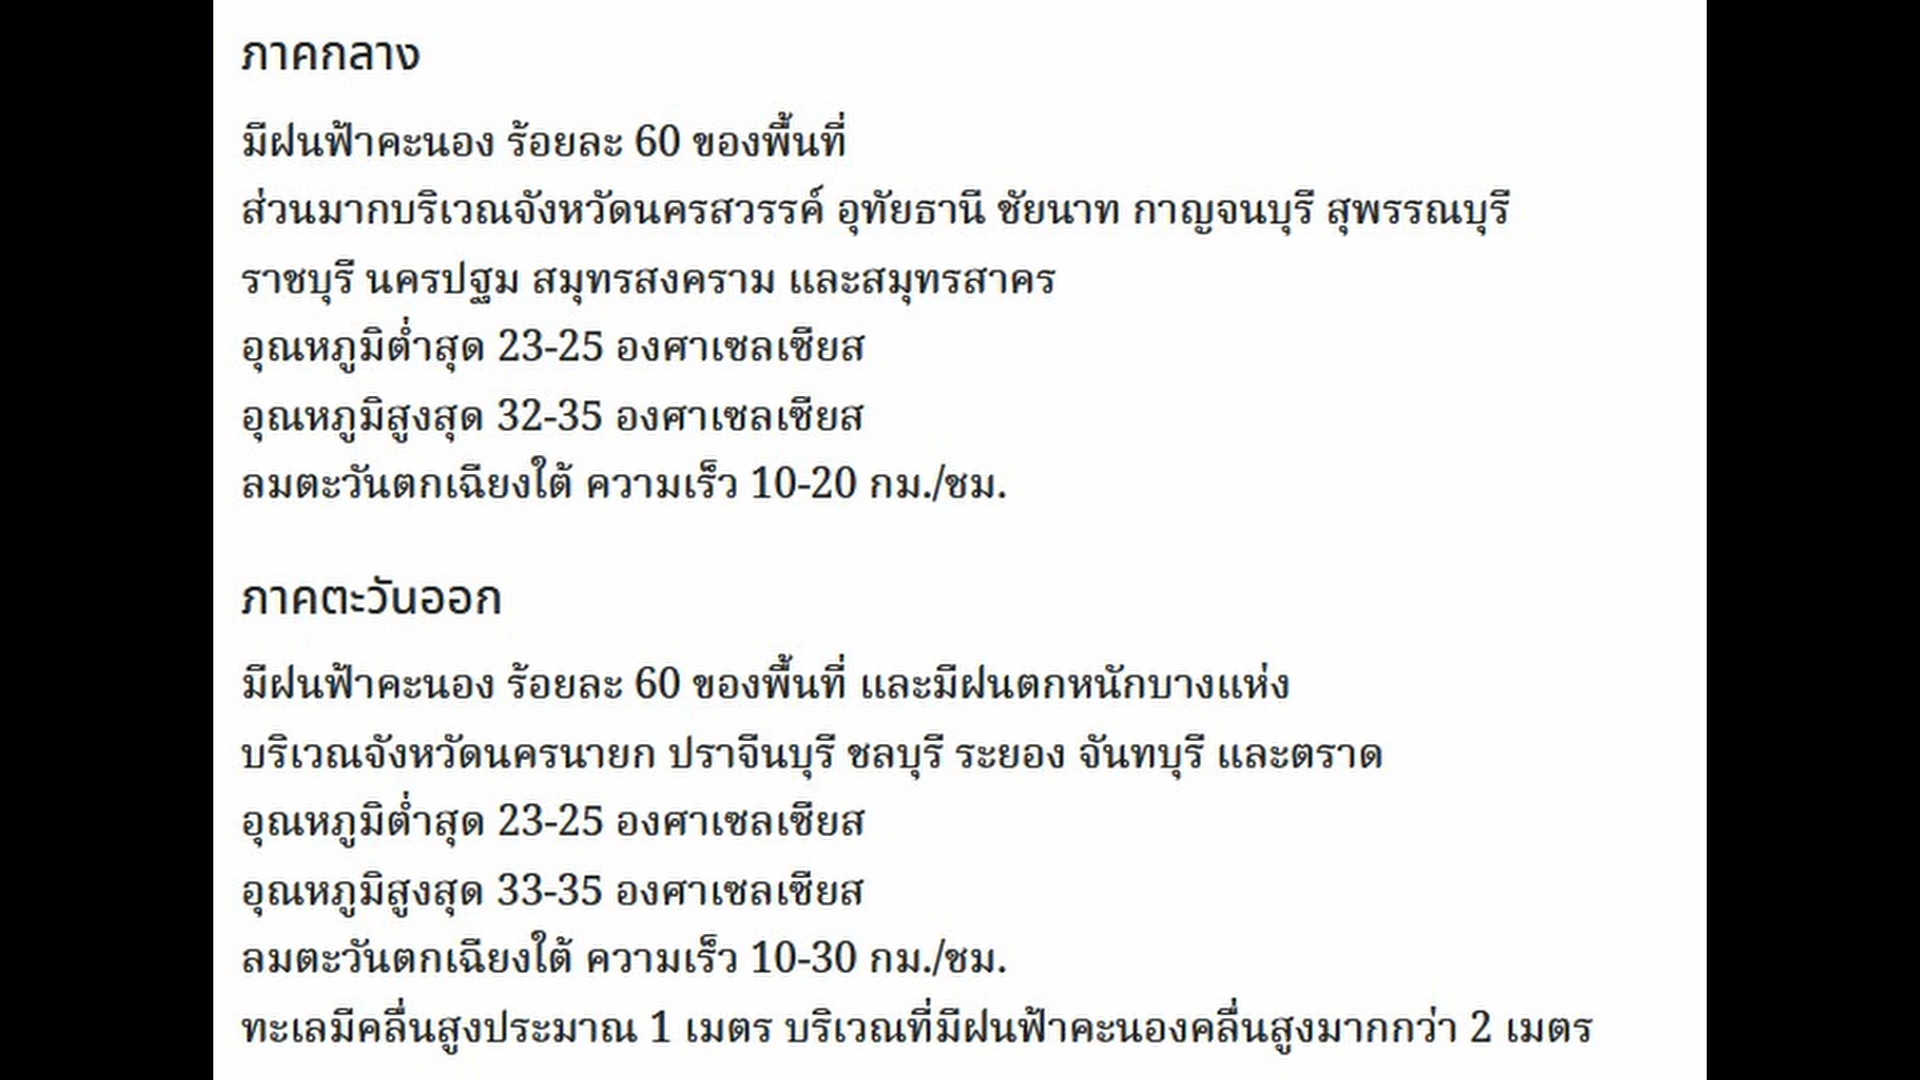 ภาคกลาง
มีฝนฟ้าคะนอง ร้อยละ 60 ของพื้นที่
ส่วนมากบริเวณจังหวัดนครสวรรค์ อุทัยธานี ชัยนาท กาญจนบุรี สุพรรณบุรี
ราชบุรี นครปฐม สมุทรสงคราม และสมุทรสาคร
อุณหภูมิต่ำสุด 23-25 องศาเซลเซียส
อุณหภูมิสูงสุด 32-35 องศาเซลเซียส
ลมตะวันตกเฉียงใต้ ความเร็ว 10-20 กม./ชม.
ภาคตะวันออก
มีฝนฟ้าคะนอง ร้อยละ 60 ของพื้นที่ และมีฝนตกหนักบางแห่ง
บริเวณจังหวัดนครนายก ปราจีนบุรี ชลบุรี ระยอง จันทบุรี และตราด
อุณหภูมิต่ำสุด 23-25 องศาเซลเซียส
อุณหภูมิสูงสุด 33-35 องศาเซลเซียส
ลมตะวันตกเฉียงใต้ ความเร็ว 10-30 กม./ชม.
ทะเลมีคลื่นสูงประมาณ 1 เมตร บริเวณที่มีฝนฟ้าคะนองคลื่นสูงมากกว่า 2 เมตร